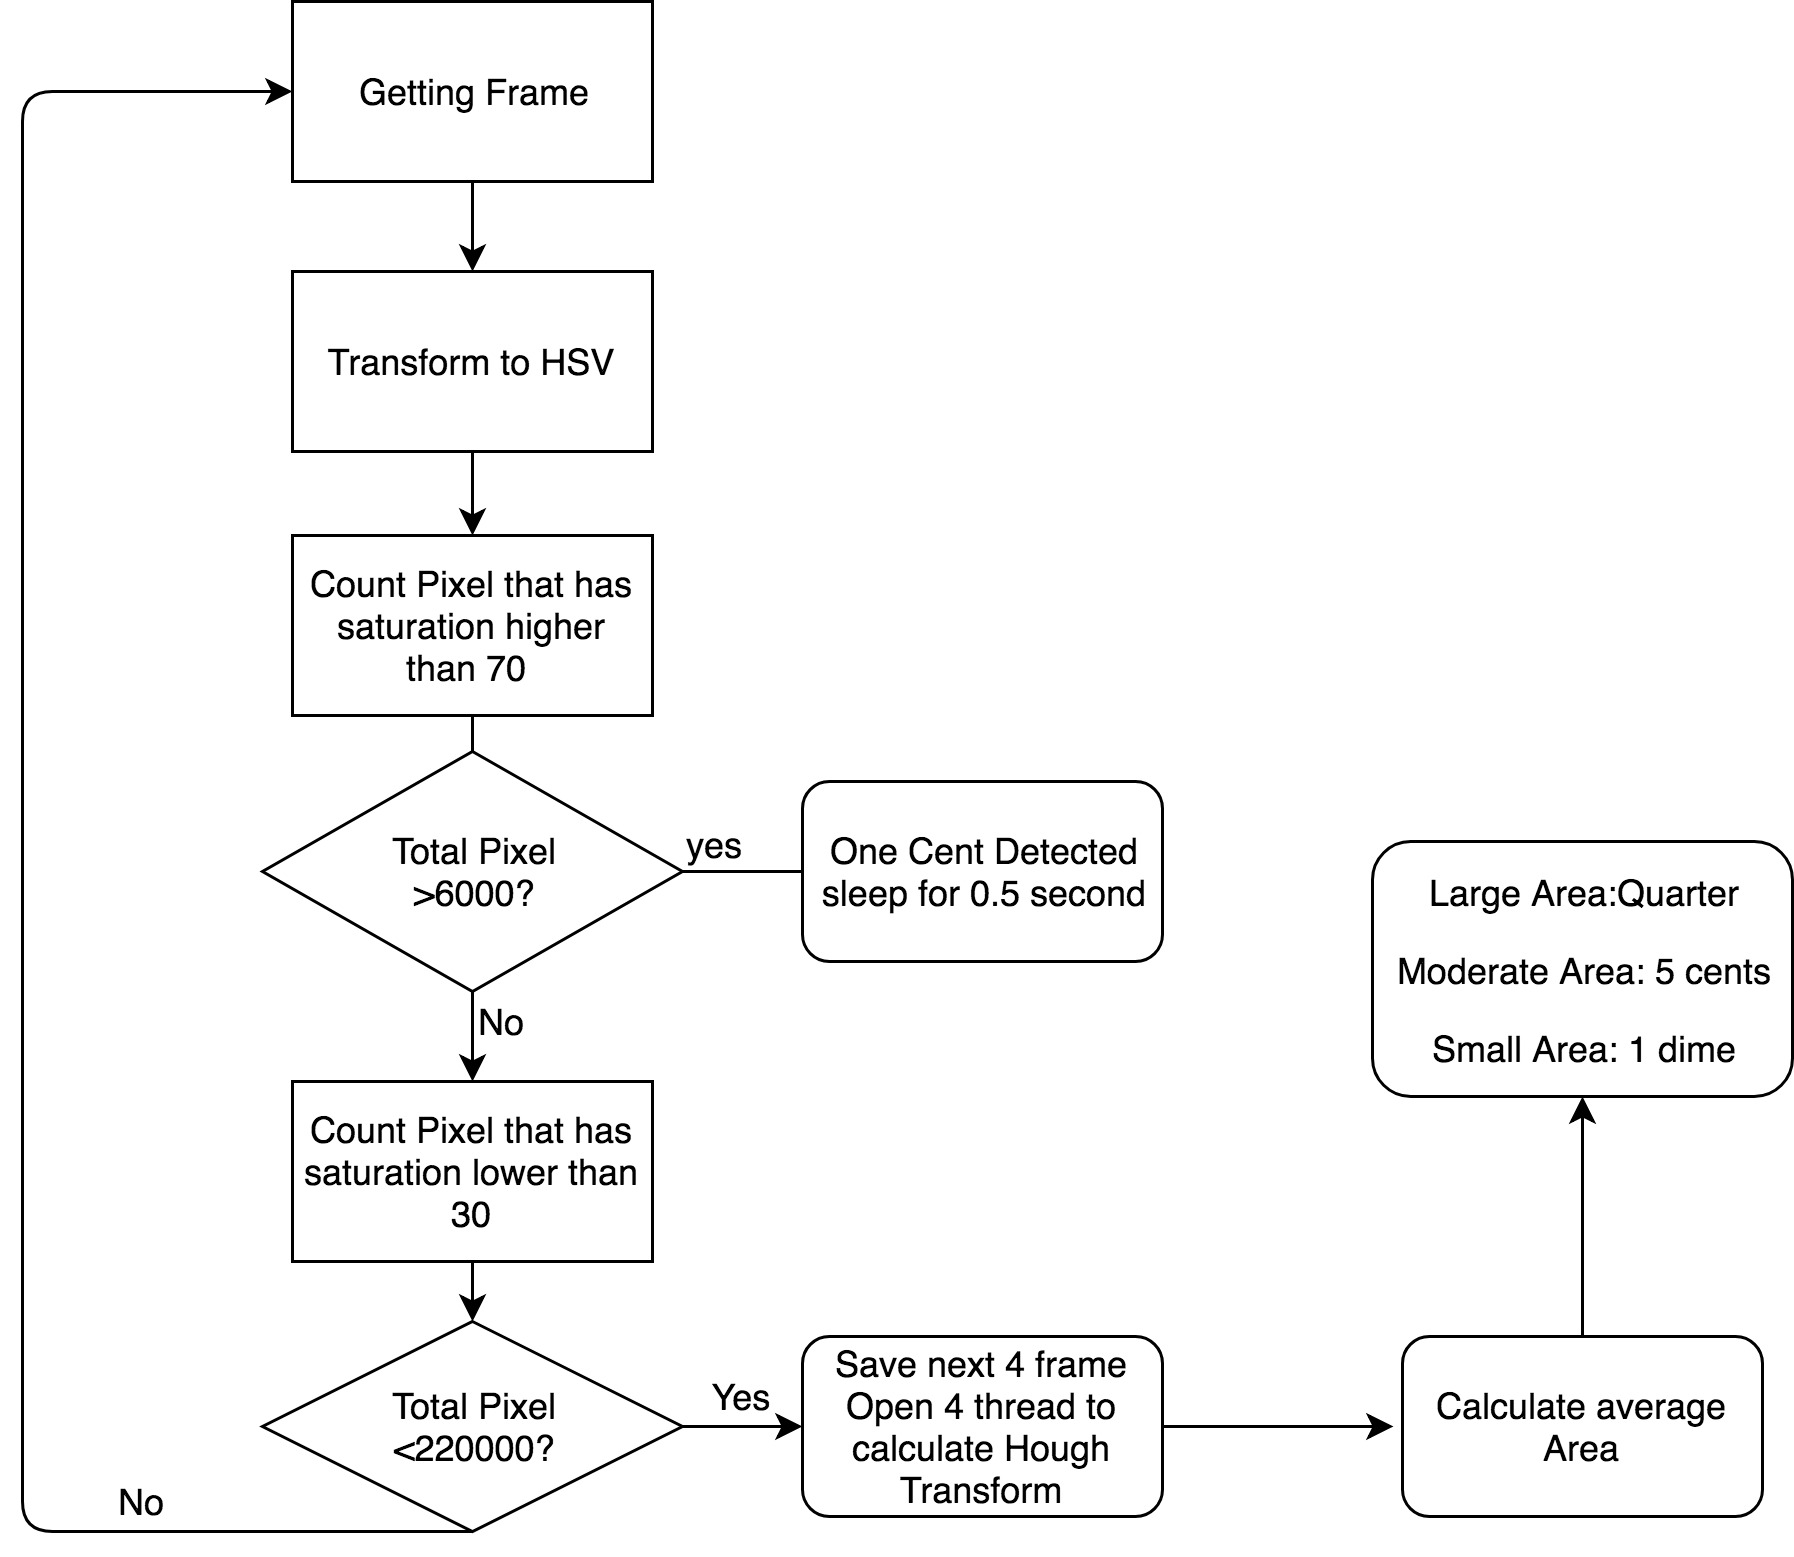 Getting Frame
Transform to HSV
Count Pixel that has
saturation higher
than 70
Total Pixel
>6000?
yes
One Cent Detected
sleep for 0.5 second
No
Count Pixel that has
saturation lower than
30
Total Pixel
<220000?
No
Yes
Save next 4 frame
Open 4 thread to
calculate Hough
Transform
Calculate average
Area
Large Area:Quarter
Moderate Area: 5 cents
Small Area: 1 dime